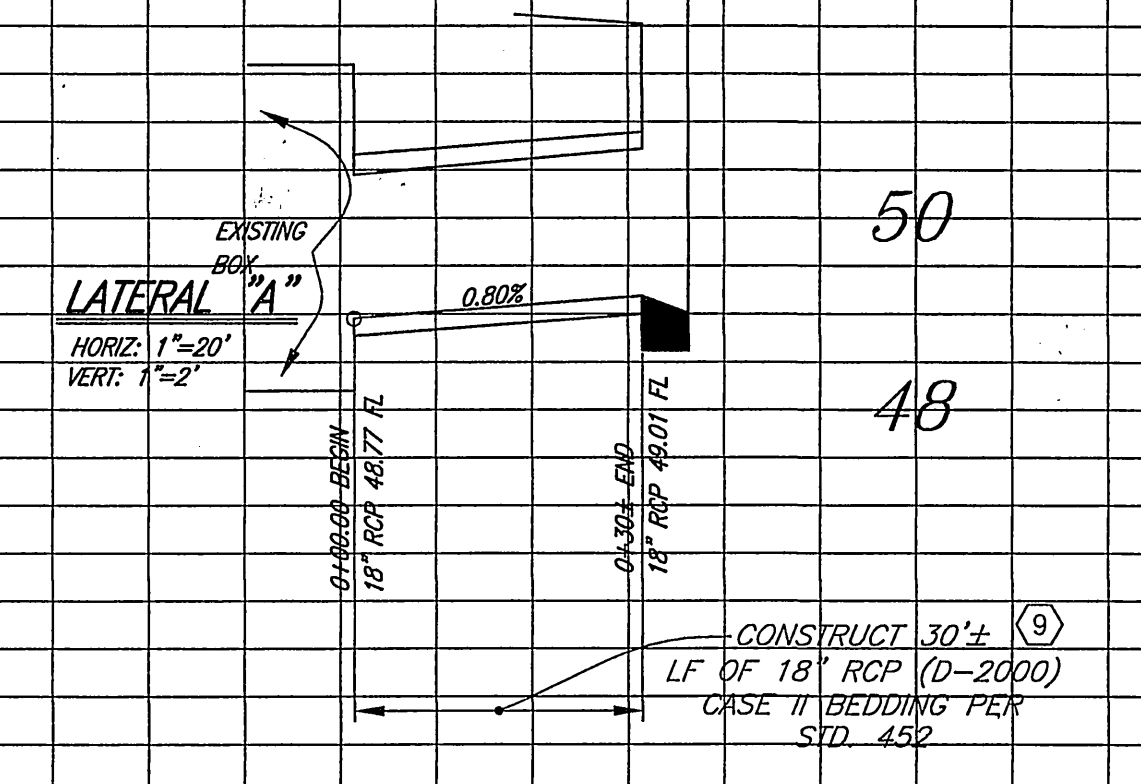 50
EXISTING
BOX
LATERAL "A"
HORIZ: 1"=20'
VERT: 1"=2'
0.80%
48
0+00.00 BEGIN
18" RCP 48.77 FL
0+30± END
18" RCP 49.01 FL
CONSTRUCT 30'± 9
LF OF 18" RCP (D-2000)
CASE II BEDDING PER
STD. 452